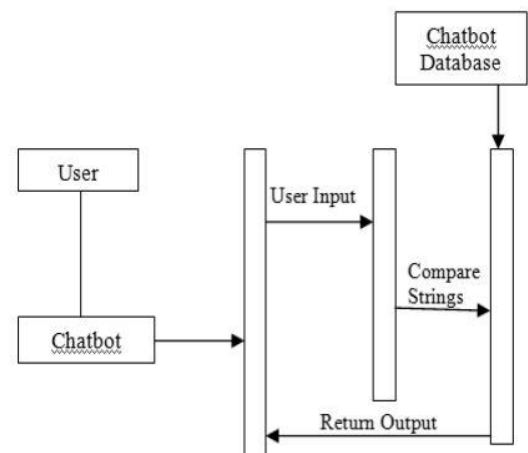 Chatbot
Database
User
User Input
Compare
Strings
Chatbot
Return Output